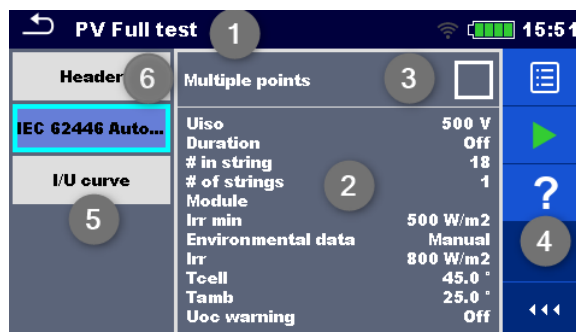 PV Full test
1
15:51
Header
6
Multiple points
3
IEC 62446 Auto...
Uiso 500 V
Duration Off
# in string 18
I/U curve
# of strings 1
2
Module
?
5
Irr min 500 W/m2
4
Environmental data Manual
Irr 800 W/m2
Tcell 45.0 °
Tamb 25.0 °
Uoc warning Off